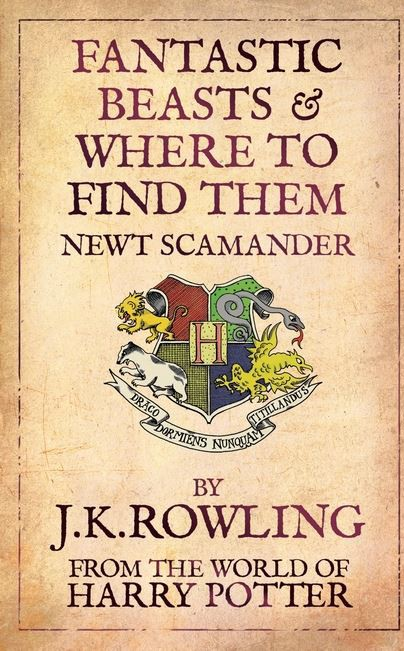 FANTASTIC
BEASTS &
WHERE TO
FIND THEM
NEWT SCAMANDER
H
DRACO DORMIENS NUNQUAM TITILLANDUS
BY
J.K.ROWLING
FROM THE WORLD OF
HARRY POTTER